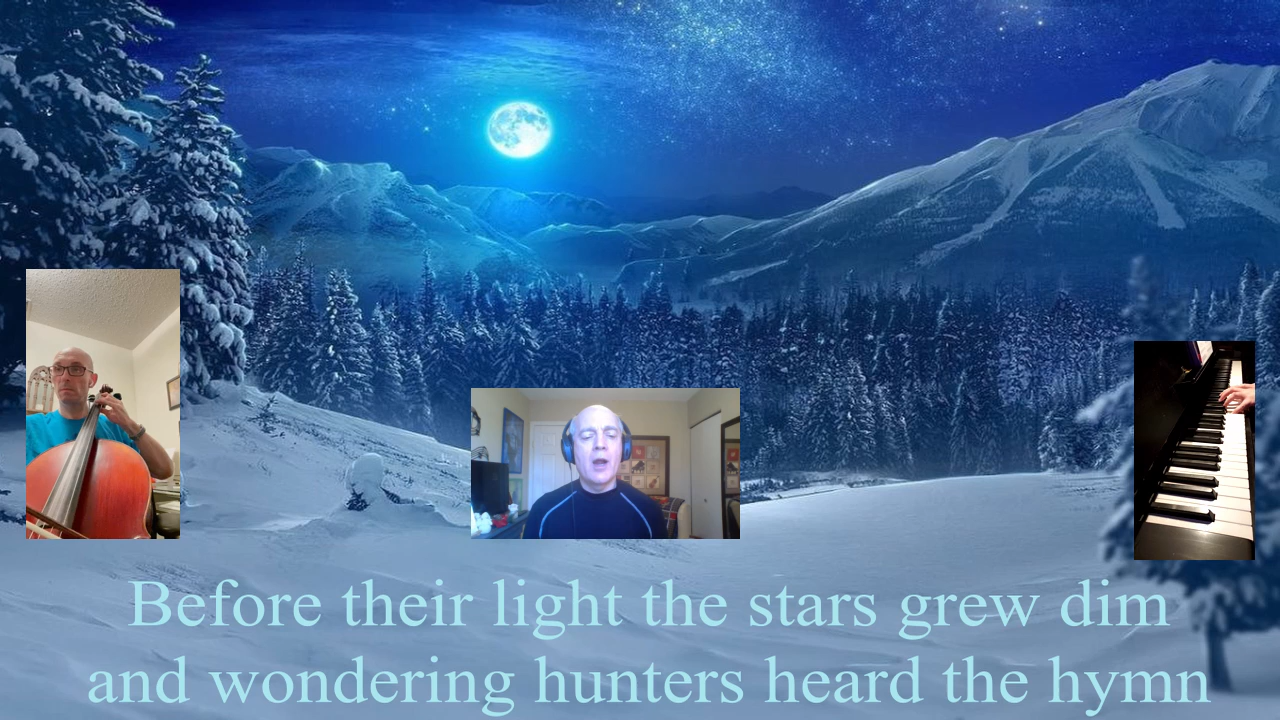 Before their light the stars grew dim
and wondering hunters heard the hymn